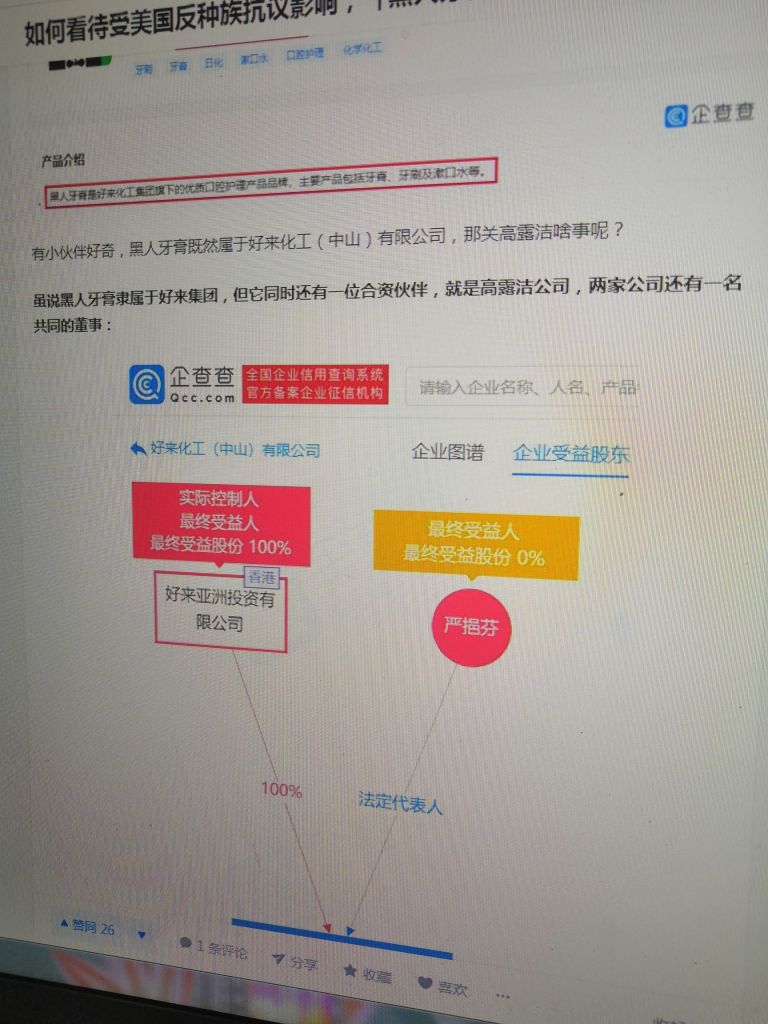 如何看待受美国反种族抗议影响，
牙刷 牙膏 日化 漱口水 口腔护理 化学化工
企查查
产品介绍
黑人牙膏是好来化工集团旗下的优质口腔护理产品品牌，主要产品包括牙膏、牙刷及漱口水等。
有小伙伴好奇，黑人牙膏既然属于好来化工（中山）有限公司，那关高露洁啥事呢？
虽说黑人牙膏隶属于好来集团，但它同时还有一位合资伙伴，就是高露洁公司，两家公司还有一名
共同的董事：
企查查
Qcc.com
全国企业信用查询系统
官方备案企业征信机构
请输入企业名称、人名、产品
好来化工（中山）有限公司
企业图谱 企业受益股东
实际控制人
最终受益人
最终受益股份 100%
最终受益人
最终受益股份 0%
香港
好来亚洲投资有
限公司
严挹芬
100%
法定代表人
赞同 26
1 条评论 分享 收藏 喜欢 ...